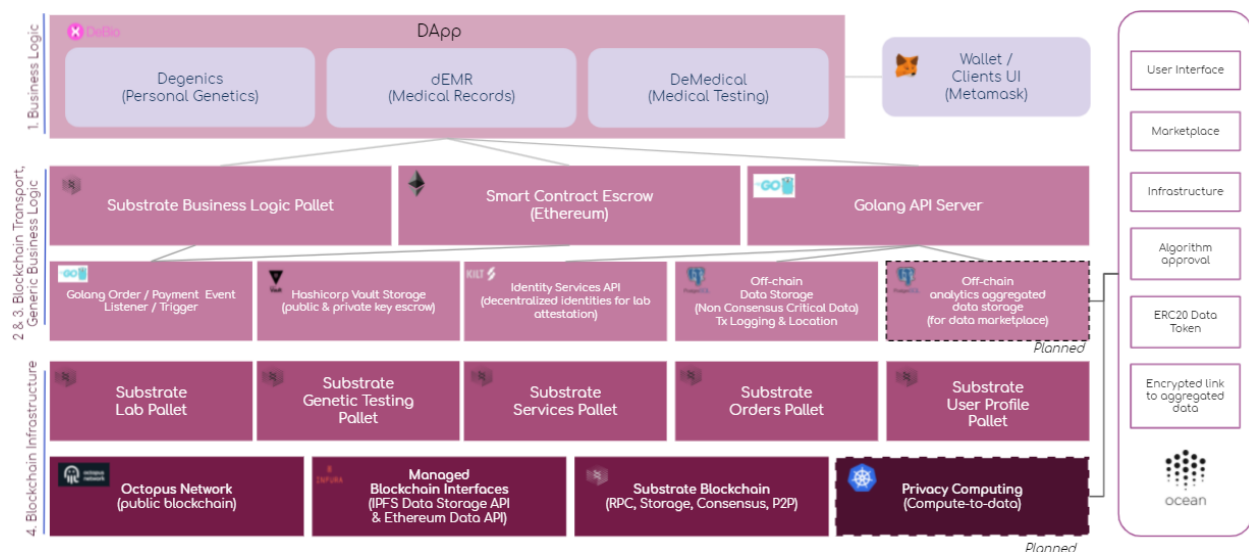 1. Business Logic
DeBio
DApp
Degenics
(Personal Genetics)
dEMR
(Medical Records)
DeMedical
(Medical Testing)
Wallet /
Clients UI
(Metamask)
2 & 3. Blockchain Transport,
Generic Business Logic
Substrate Business Logic Pallet
Smart Contract Escrow
(Ethereum)
GO
Golang API Server
GO
Golang Order / Payment Event
Listener / Trigger
Vault
Hashicorp Vault Storage
(public & private key escrow)
KILT
Identity Services API
(decentralized identities for lab
attestation)
PostgreSQL
Off-chain
Data Storage
(Non Consensus Critical Data)
Tx Logging & Location
PostgreSQL
Off-chain
analytics aggregated
data storage
(for data marketplace)
Planned
4. Blockchain Infrastructure
Substrate
Lab Pallet
Substrate
Genetic Testing
Pallet
Substrate
Services Pallet
Substrate
Orders Pallet
Substrate
User Profile
Pallet
octopus
network
Octopus Network
(public blockchain)
INFURA
Managed
Blockchain Interfaces
(IPFS Data Storage API
& Ethereum Data API)
Substrate Blockchain
(RPC, Storage, Consensus, P2P)
Privacy Computing
(Compute-to-data)
Planned
User Interface
Marketplace
Infrastructure
Algorithm
approval
ERC20 Data
Token
Encrypted link
to aggregated
data
ocean